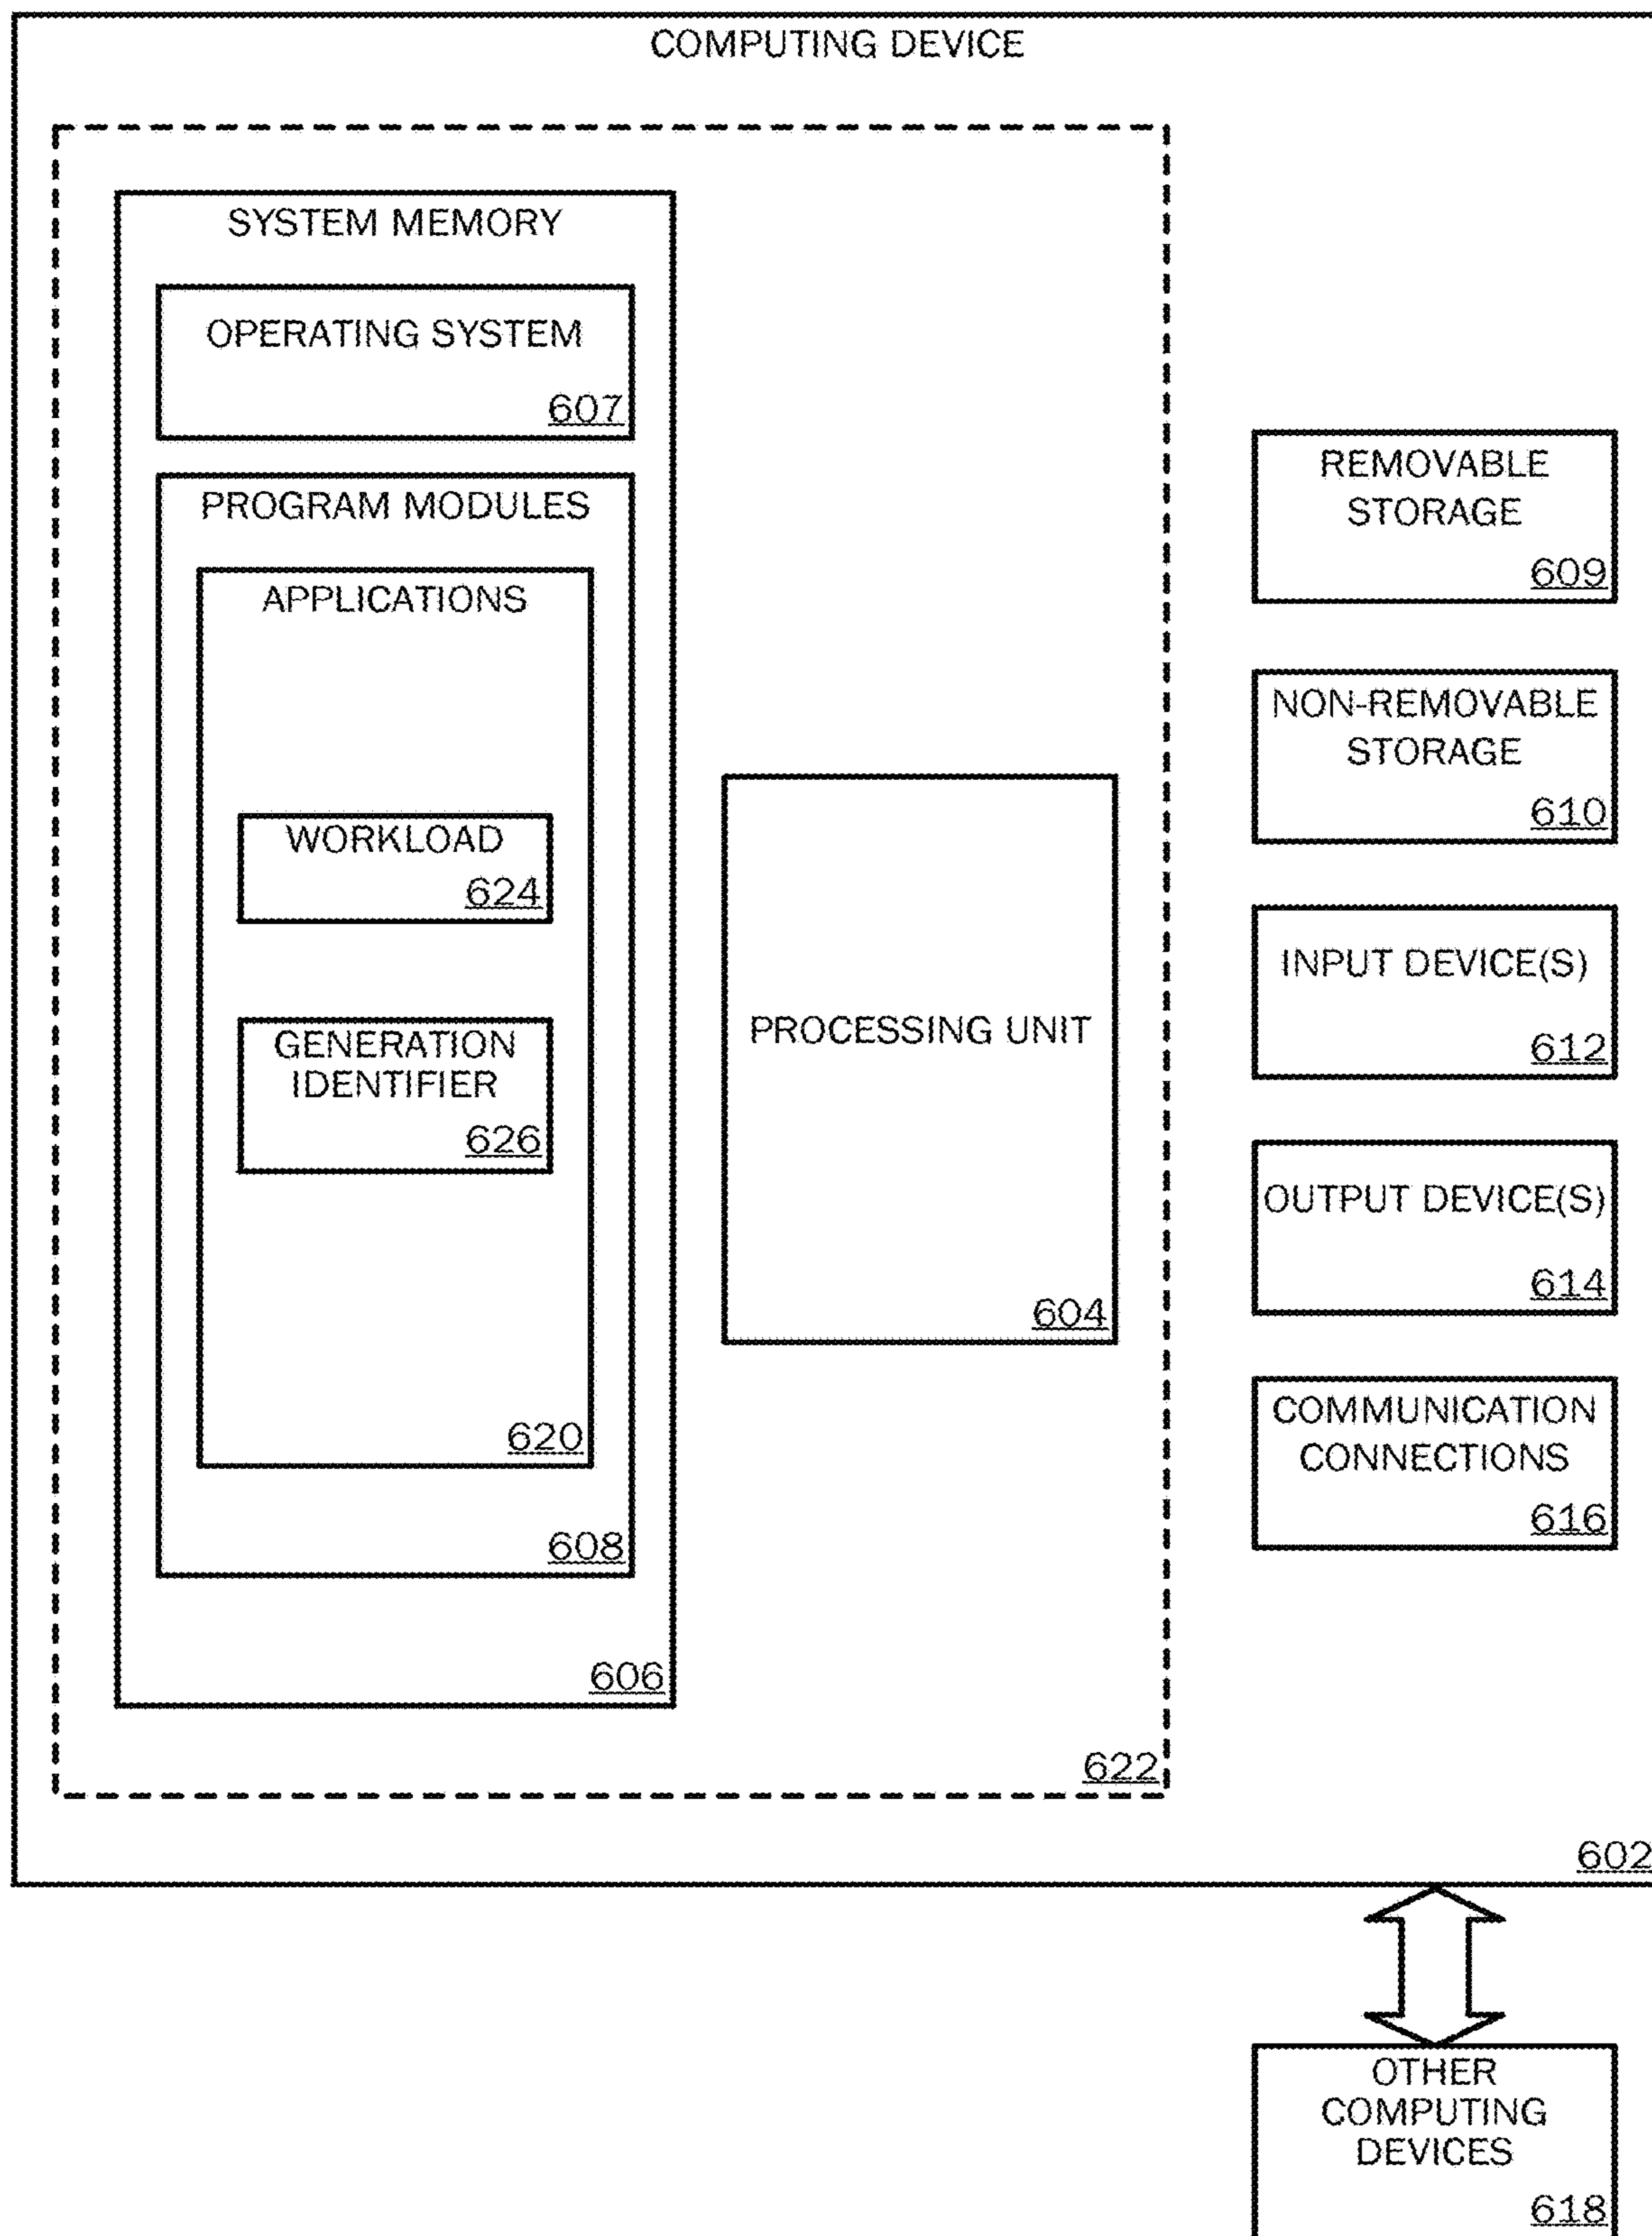 COMPUTING DEVICE
SYSTEM MEMORY
OPERATING SYSTEM
607
PROGRAM MODULES
APPLICATIONS
WORKLOAD
624
GENERATION
IDENTIFIER
626
620
608
606
PROCESSING UNIT
604
622
REMOVABLE
STORAGE
609
NON-REMOVABLE
STORAGE
610
INPUT DEVICE(S)
612
OUTPUT DEVICE(S)
614
COMMUNICATION
CONNECTIONS
616
602
OTHER
COMPUTING
DEVICES
618